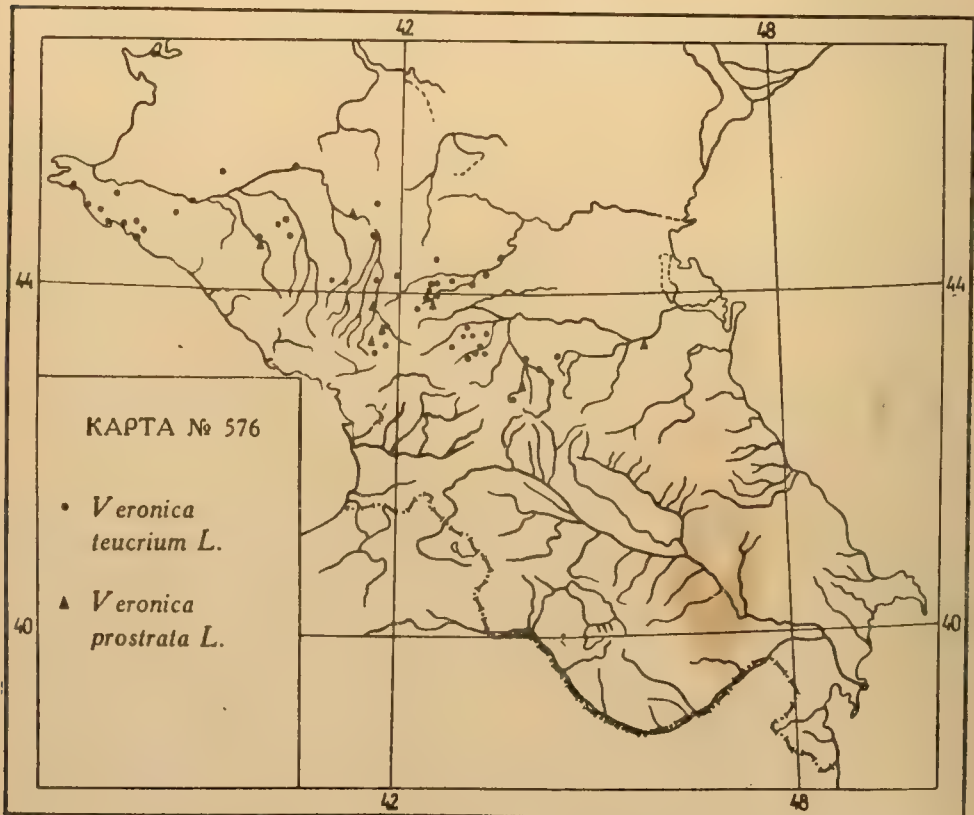 42 48
44 44
КАРТА № 576
Veronica
teucrium L.
Veronica
prostrata L.
40 40
42 48